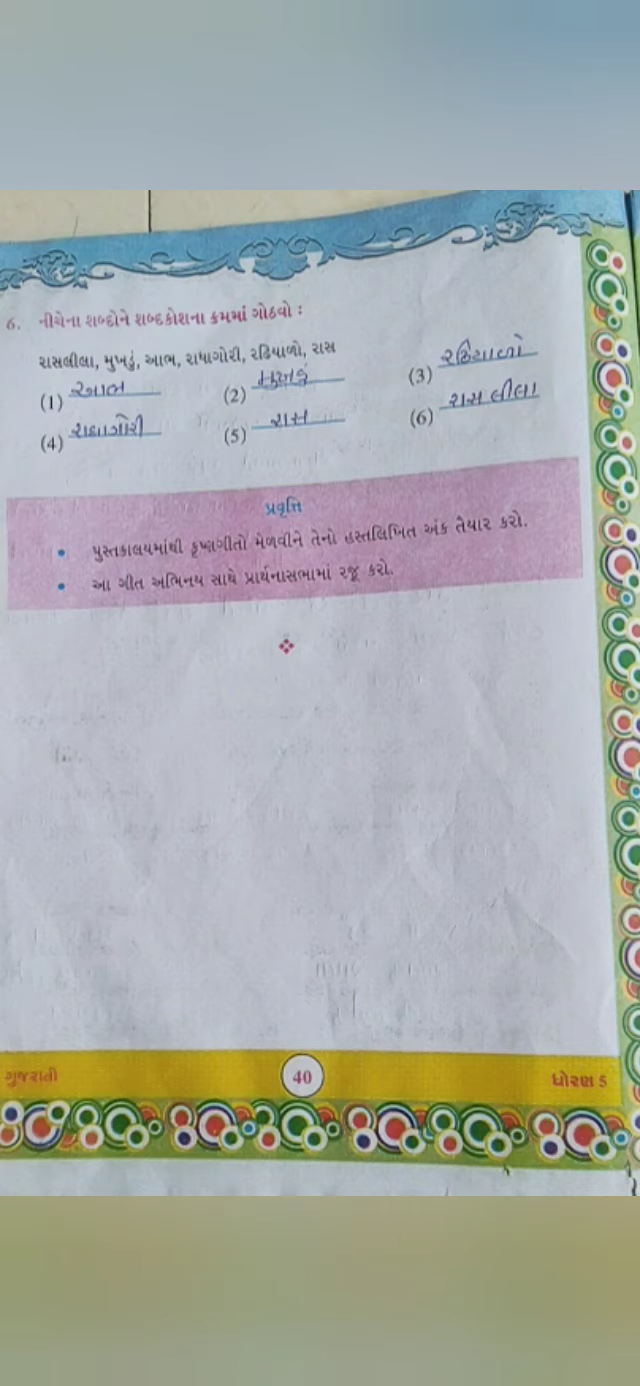 6. નીચેના શબ્દોને શબ્દકોશના ક્રમમાં ગોઠવો :
રાસલીલા, મુખડું, આભ, રાધાગોરી, રઢિયાળો, રાસ
(1) આભ (2) મુખડું (3) રઢિયાળો
(4) રાધાગોરી (5) રાસ (6) રાસ લીલા
પ્રવૃત્તિ
• પુસ્તકાલયમાંથી કૃષ્ણગીતો મેળવીને તેનો હસ્તલિખિત અંક તૈયાર કરો.
• આ ગીત અભિનય સાથે પ્રાર્થનાસભામાં રજૂ કરો.
ગુજરાતી 40 ધોરણ 5